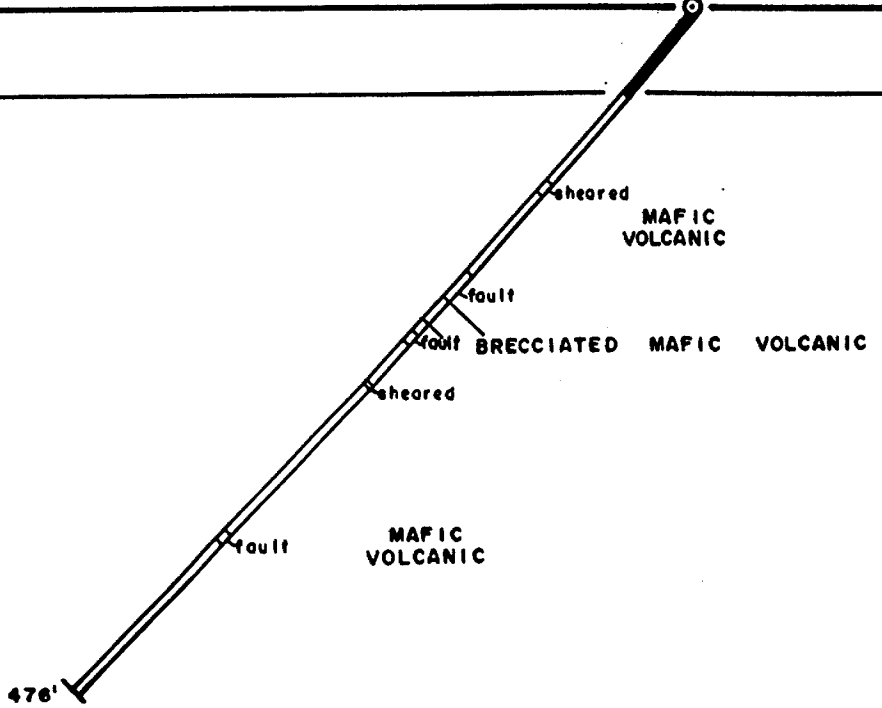 sheared
MAFIC
VOLCANIC
fault
fault BRECCIATED MAFIC VOLCANIC
sheared
fault
MAFIC
VOLCANIC
476'